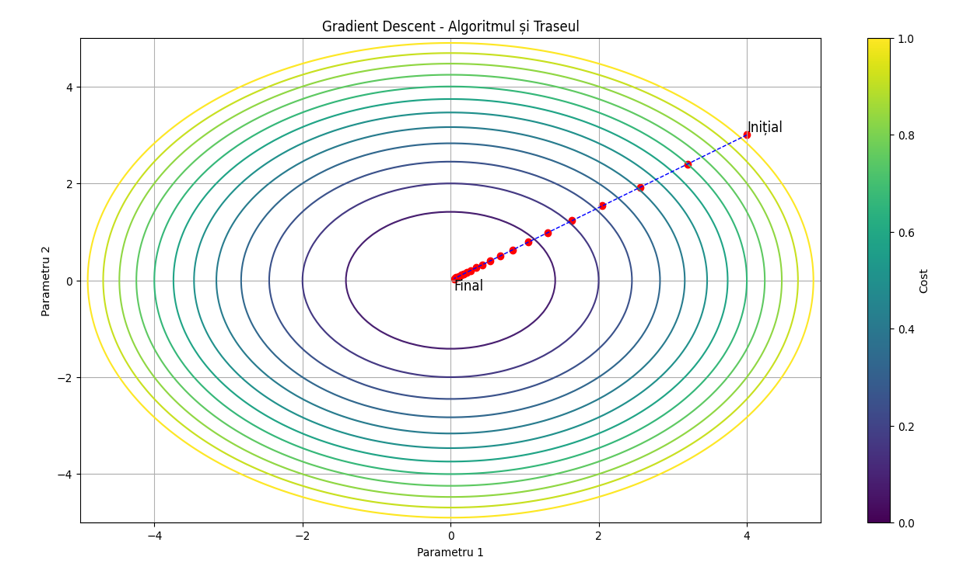 Gradient Descent - Algoritmul și Traseul
Parametru 2
4
2
0
−2
−4
Inițial
Final
−4
−2
0
2
4
Parametru 1
1.0
0.8
0.6
0.4
0.2
0.0
Cost